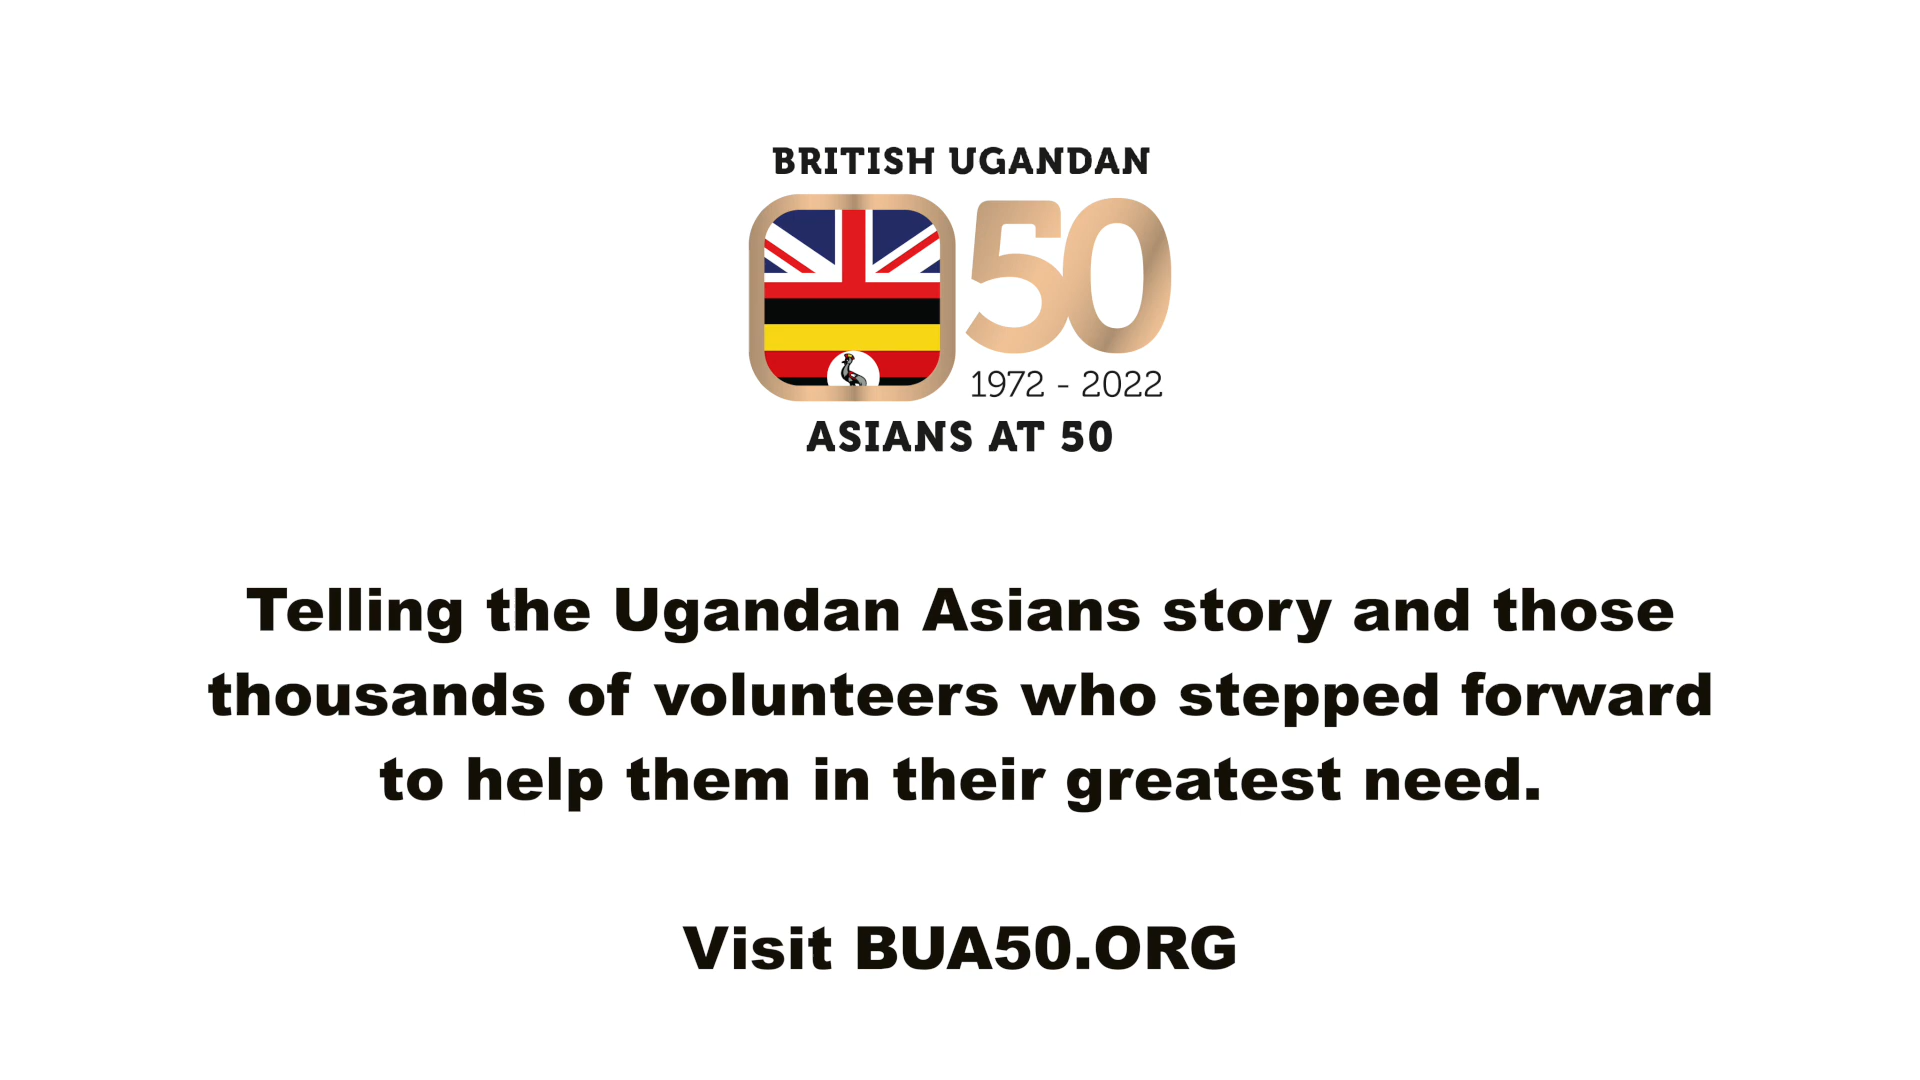 BRITISH UGANDAN
50
1972 - 2022
ASIANS AT 50
Telling the Ugandan Asians story and those
thousands of volunteers who stepped forward
to help them in their greatest need.
Visit BUA50.ORG